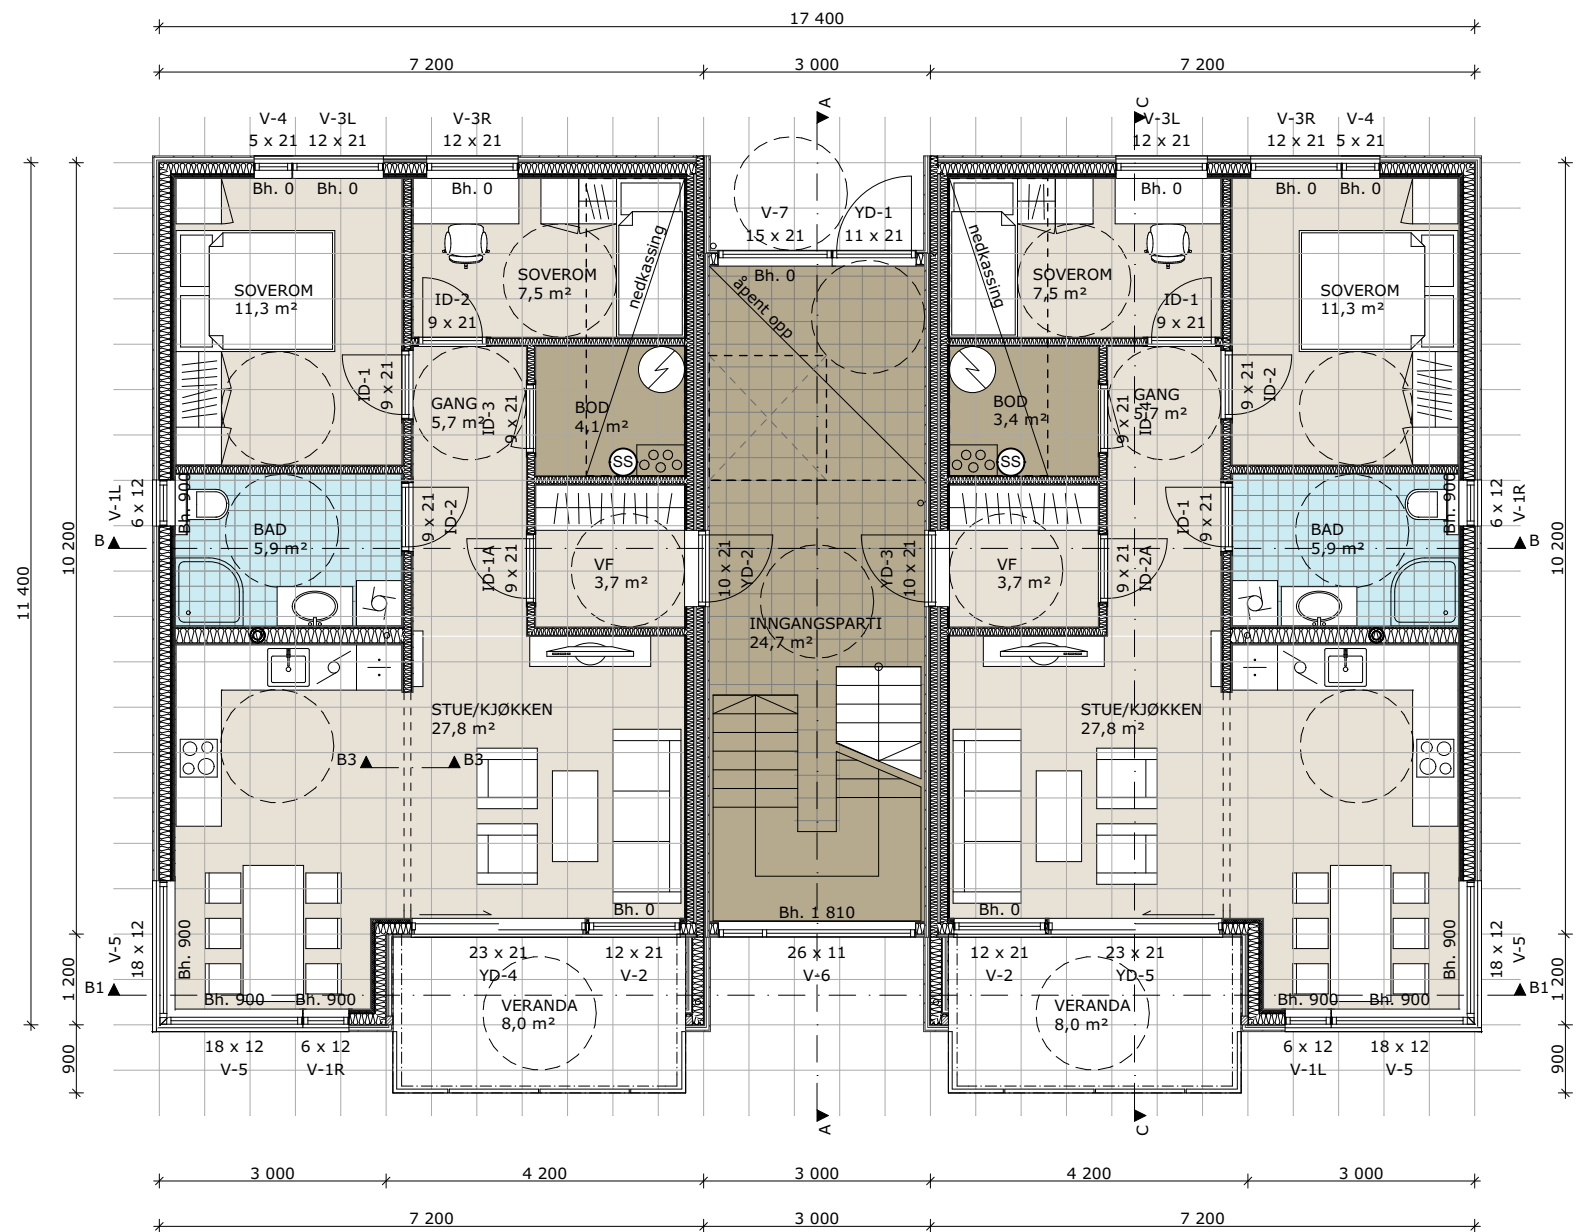 17 400
7 200
3 000
7 200
A
C
V-4
V-3L
V-3R
V-3L
V-3R
V-4
5 x 21
12 x 21
12 x 21
12 x 21
12 x 21
5 x 21
Bh. 0
Bh. 0
Bh. 0
Bh. 0
Bh. 0
Bh. 0
V-7
YD-1
15 x 21
11 x 21
Bh. 0
SOVEROM
11,3 m²
SOVEROM
7,5 m²
nedkassing
åpent opp
nedkassing
SOVEROM
7,5 m²
SOVEROM
11,3 m²
ID-2
9 x 21
ID-1
9 x 21
ID-1
9 x 21
GANG
5,7 m²
ID-3
9 x 21
BOD
4,1 m²
SS
BOD
3,4 m²
SS
9 x 21
ID-4
GANG
5,7 m²
9 x 21
ID-2
V-1L
6 x 12
Bh. 900
BAD
5,9 m²
9 x 21
ID-2
ID-1A
9 x 21
VF
3,7 m²
10 x 21
YD-2
YD-3
10 x 21
VF
3,7 m²
9 x 21
ID-2A
ID-1
9 x 21
BAD
5,9 m²
Bh. 900
6 x 12
V-1R
B
B
11 400
10 200
10 200
INNGANGSPARTI
24,7 m²
STUE/KJØKKEN
27,8 m²
STUE/KJØKKEN
27,8 m²
B3
B3
V-5
18 x 12
Bh. 900
Bh. 0
Bh. 1 810
Bh. 0
Bh. 900
18 x 12
V-5
23 x 21
YD-4
12 x 21
V-2
26 x 11
V-6
12 x 21
V-2
23 x 21
YD-5
B1
B1
1 200
1 200
Bh. 900
Bh. 900
VERANDA
8,0 m²
VERANDA
8,0 m²
Bh. 900
Bh. 900
18 x 12
6 x 12
6 x 12
18 x 12
V-5
V-1R
V-1L
V-5
900
900
A
C
3 000
4 200
3 000
4 200
3 000
7 200
3 000
7 200